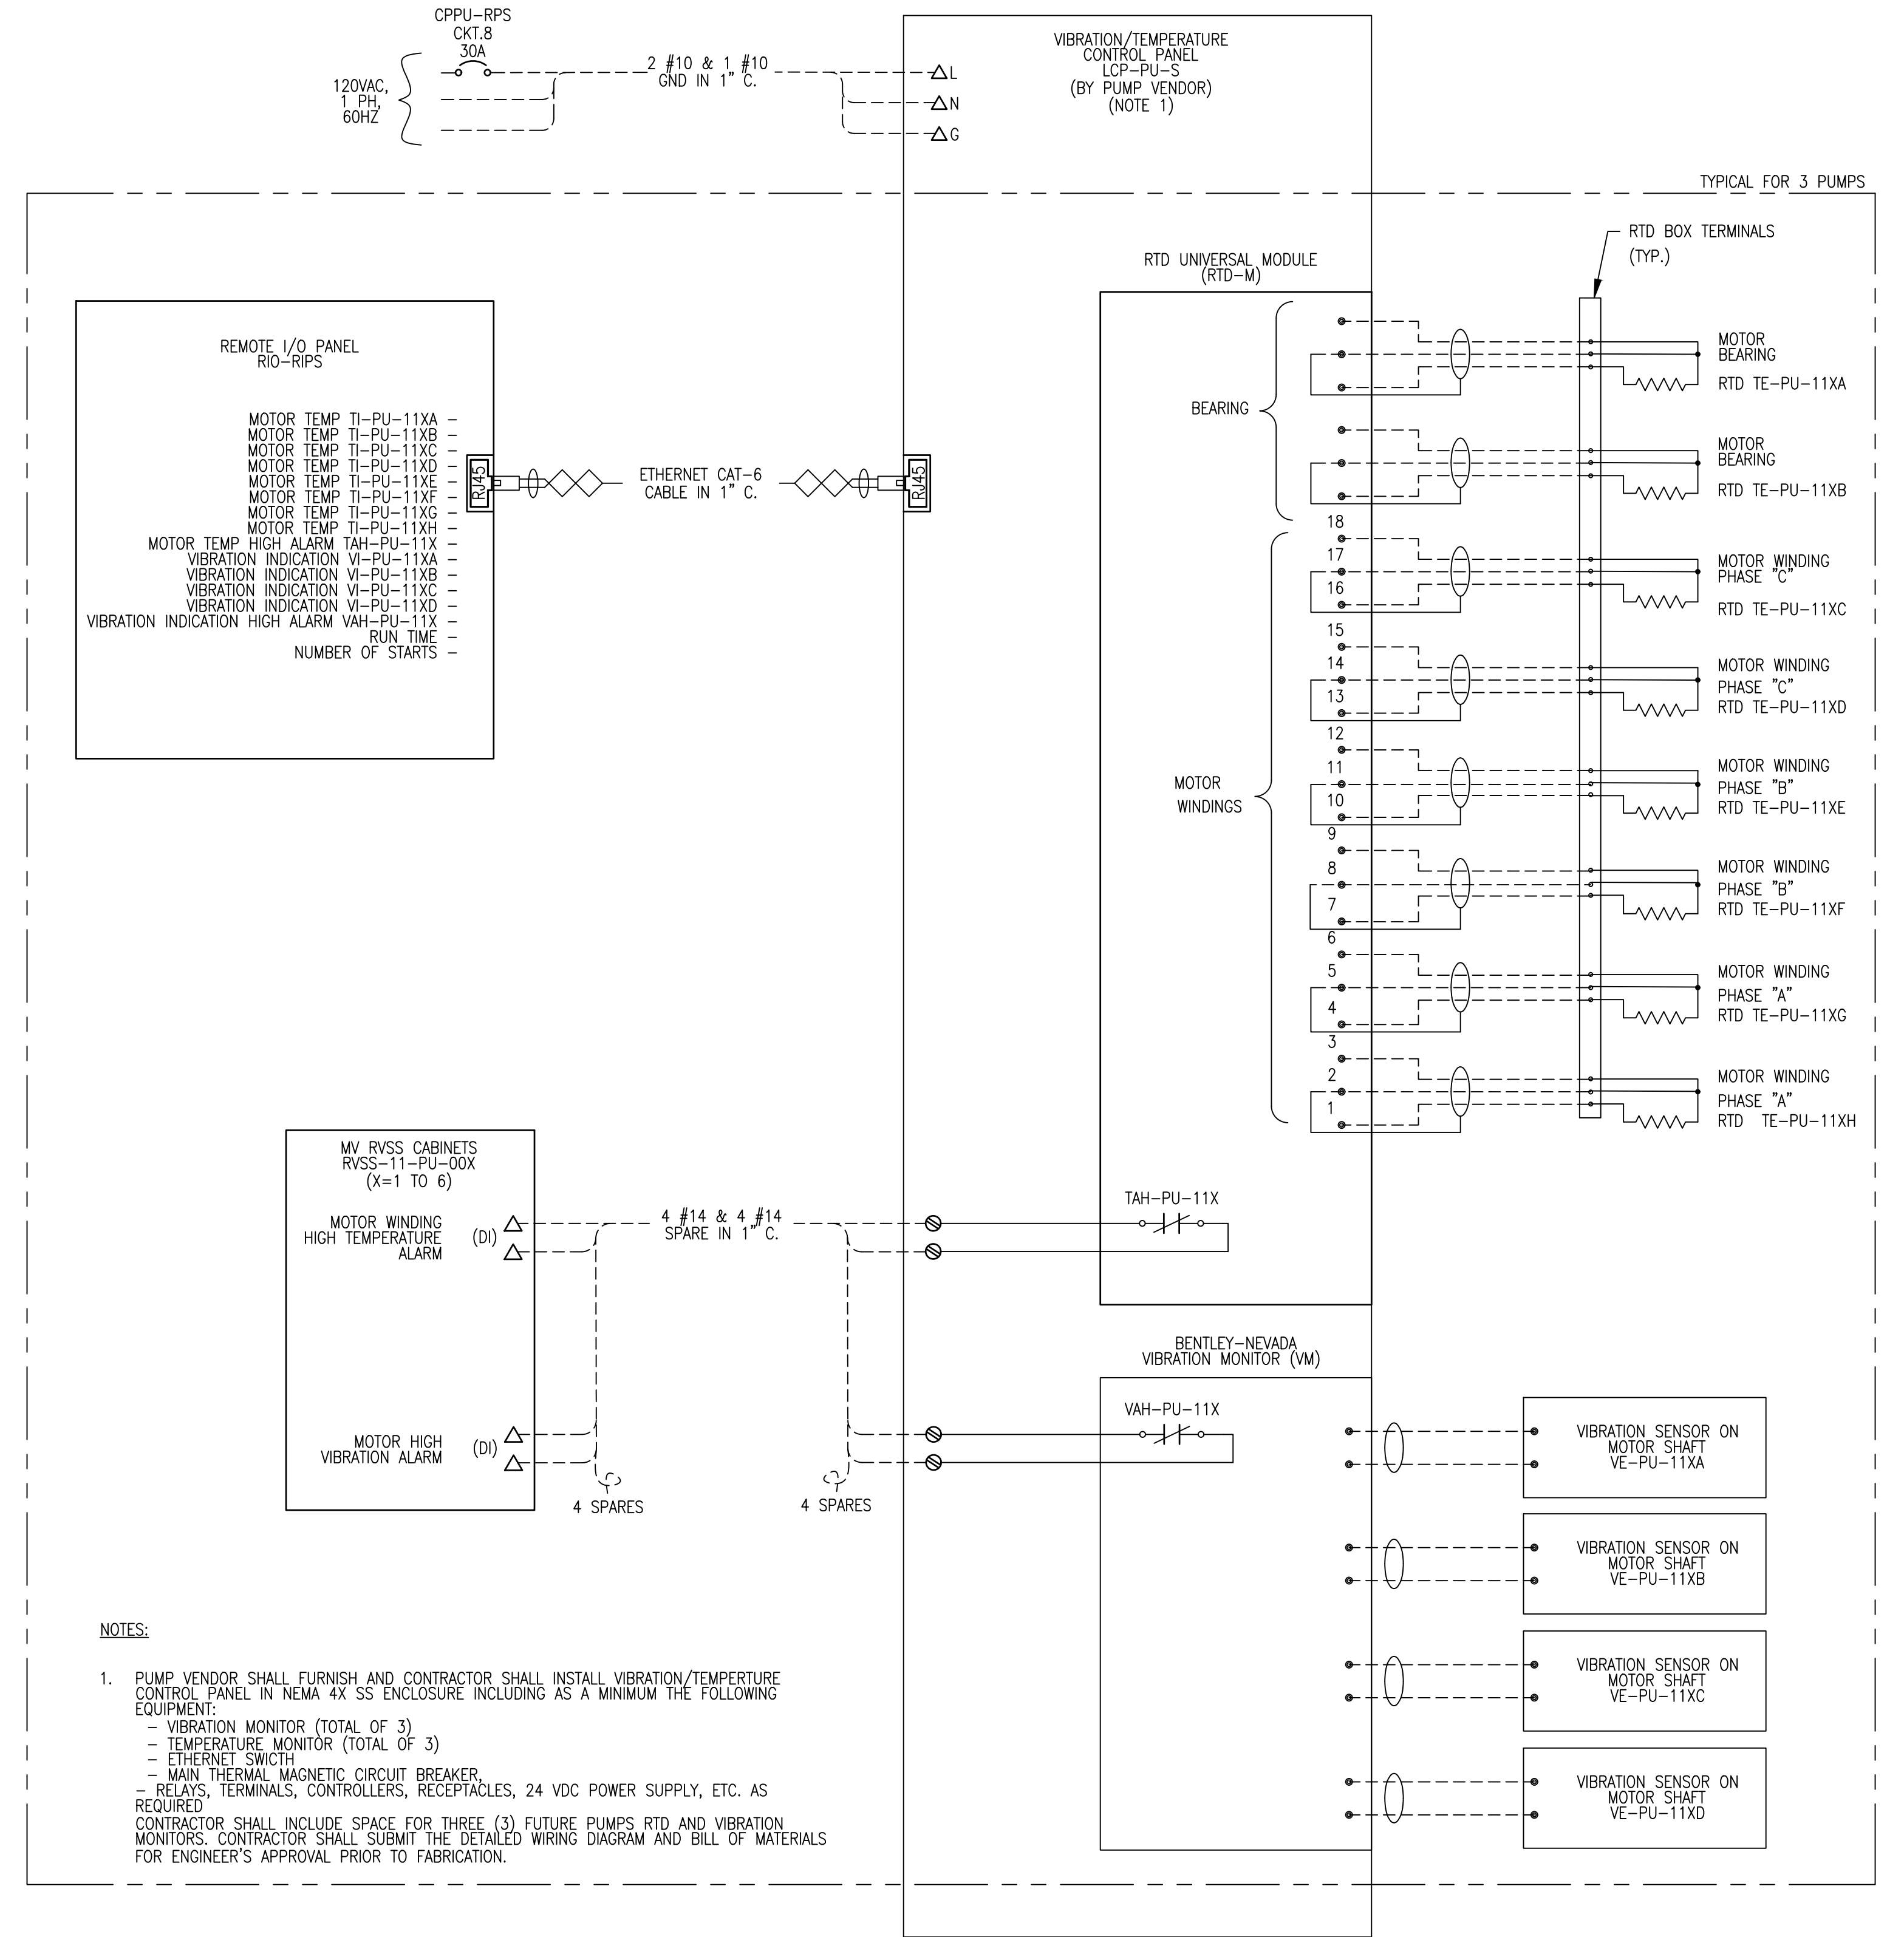 CPPU-RPS
CKT.8
30A
120VAC,
1 PH,
60HZ
2 #10 & 1 #10
GND IN 1" C.
L
N
G
VIBRATION/TEMPERATURE
CONTROL PANEL
LCP-PU-S
(BY PUMP VENDOR)
(NOTE 1)
TYPICAL FOR 3 PUMPS
RTD BOX TERMINALS
(TYP.)
RTD UNIVERSAL MODULE
(RTD-M)
REMOTE I/O PANEL
RIO-RIPS
MOTOR TEMP TI-PU-11XA -
MOTOR TEMP TI-PU-11XB -
MOTOR TEMP TI-PU-11XC -
MOTOR TEMP TI-PU-11XD -
MOTOR TEMP TI-PU-11XE -
MOTOR TEMP TI-PU-11XF -
MOTOR TEMP TI-PU-11XG -
MOTOR TEMP TI-PU-11XH -
MOTOR TEMP HIGH ALARM TAH-PU-11X -
VIBRATION INDICATION VI-PU-11XA -
VIBRATION INDICATION VI-PU-11XB -
VIBRATION INDICATION VI-PU-11XC -
VIBRATION INDICATION VI-PU-11XD -
VIBRATION INDICATION HIGH ALARM VAH-PU-11X -
RUN TIME -
NUMBER OF STARTS -
RJ45
ETHERNET CAT-6
CABLE IN 1" C.
RJ45
BEARING
MOTOR
WINDINGS
18
17
16
15
14
13
12
11
10
9
8
7
6
5
4
3
2
1
MOTOR
BEARING
RTD TE-PU-11XA
MOTOR
BEARING
RTD TE-PU-11XB
MOTOR WINDING
PHASE "C"
RTD TE-PU-11XC
MOTOR WINDING
PHASE "C"
RTD TE-PU-11XD
MOTOR WINDING
PHASE "B"
RTD TE-PU-11XE
MOTOR WINDING
PHASE "B"
RTD TE-PU-11XF
MOTOR WINDING
PHASE "A"
RTD TE-PU-11XG
MOTOR WINDING
PHASE "A"
RTD TE-PU-11XH
MV RVSS CABINETS
RVSS-11-PU-00X
(X=1 TO 6)
MOTOR WINDING
HIGH TEMPERATURE
ALARM
(DI)
MOTOR HIGH
VIBRATION ALARM
(DI)
4 #14 & 4 #14
SPARE IN 1" C.
4 SPARES
4 SPARES
TAH-PU-11X
BENTLEY-NEVADA
VIBRATION MONITOR (VM)
VAH-PU-11X
VIBRATION SENSOR ON
MOTOR SHAFT
VE-PU-11XA
VIBRATION SENSOR ON
MOTOR SHAFT
VE-PU-11XB
VIBRATION SENSOR ON
MOTOR SHAFT
VE-PU-11XC
VIBRATION SENSOR ON
MOTOR SHAFT
VE-PU-11XD
NOTES:
1. PUMP VENDOR SHALL FURNISH AND CONTRACTOR SHALL INSTALL VIBRATION/TEMPERTURE
CONTROL PANEL IN NEMA 4X SS ENCLOSURE INCLUDING AS A MINIMUM THE FOLLOWING
EQUIPMENT:
- VIBRATION MONITOR (TOTAL OF 3)
- TEMPERATURE MONITOR (TOTAL OF 3)
- ETHERNET SWICTH
- MAIN THERMAL MAGNETIC CIRCUIT BREAKER,
- RELAYS, TERMINALS, CONTROLLERS, RECEPTACLES, 24 VDC POWER SUPPLY, ETC. AS
REQUIRED
CONTRACTOR SHALL INCLUDE SPACE FOR THREE (3) FUTURE PUMPS RTD AND VIBRATION
MONITORS. CONTRACTOR SHALL SUBMIT THE DETAILED WIRING DIAGRAM AND BILL OF MATERIALS
FOR ENGINEER'S APPROVAL PRIOR TO FABRICATION.